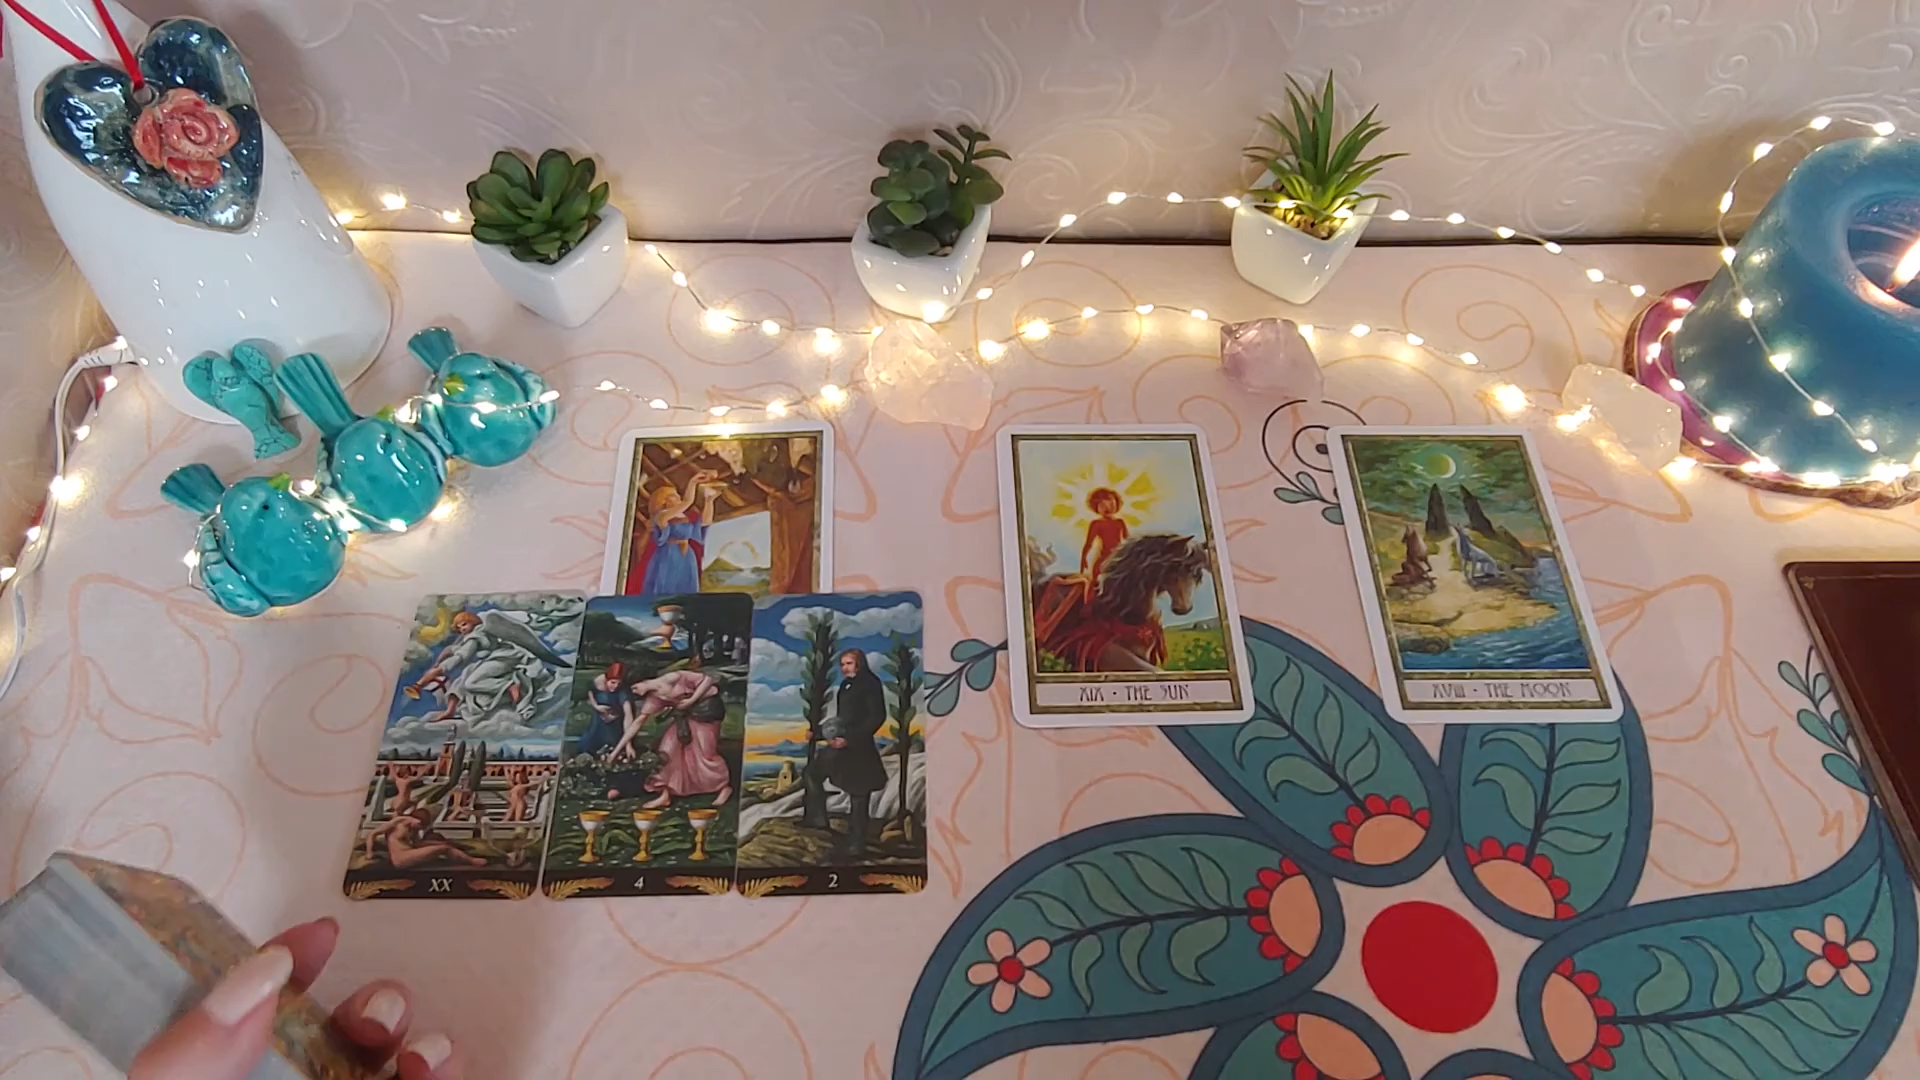 XIX • THE SUN
XVIII • THE MOON
XX
4
2